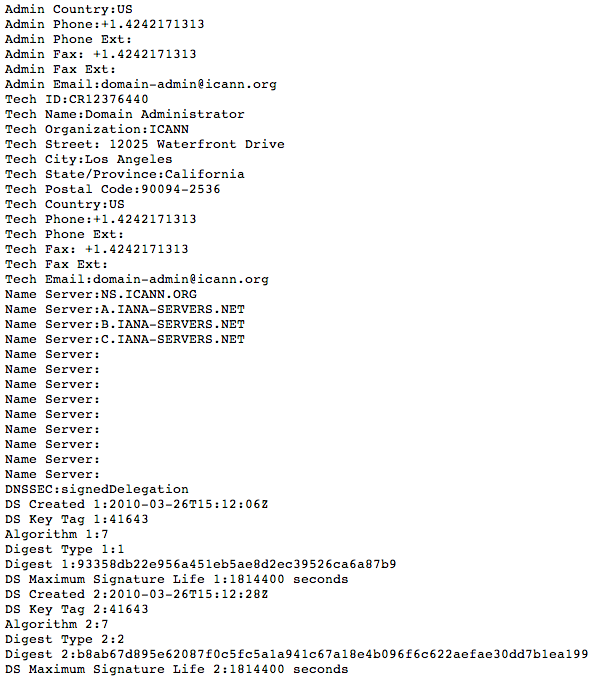 Admin Country:US
Admin Phone:+1.4242171313
Admin Phone Ext:
Admin Fax: +1.4242171313
Admin Fax Ext:
Admin Email:domain-admin@icann.org
Tech ID:CR12376440
Tech Name:Domain Administrator
Tech Organization:ICANN
Tech Street: 12025 Waterfront Drive
Tech City:Los Angeles
Tech State/Province:California
Tech Postal Code:90094-2536
Tech Country:US
Tech Phone:+1.4242171313
Tech Phone Ext:
Tech Fax: +1.4242171313
Tech Fax Ext:
Tech Email:domain-admin@icann.org
Name Server:NS.ICANN.ORG
Name Server:A.IANA-SERVERS.NET
Name Server:B.IANA-SERVERS.NET
Name Server:C.IANA-SERVERS.NET
Name Server:
Name Server:
Name Server:
Name Server:
Name Server:
Name Server:
Name Server:
Name Server:
Name Server:
DNSSEC:signedDelegation
DS Created 1:2010-03-26T15:12:06Z
DS Key Tag 1:41643
Algorithm 1:7
Digest Type 1:1
Digest 1:93358db22e956a451eb5ae8d2ec39526ca6a87b9
DS Maximum Signature Life 1:1814400 seconds
DS Created 2:2010-03-26T15:12:28Z
DS Key Tag 2:41643
Algorithm 2:7
Digest Type 2:2
Digest 2:b8ab67d895e62087f0c5fc5a1a941c67a18e4b096f6c622aefae30dd7b1ea199
DS Maximum Signature Life 2:1814400 seconds